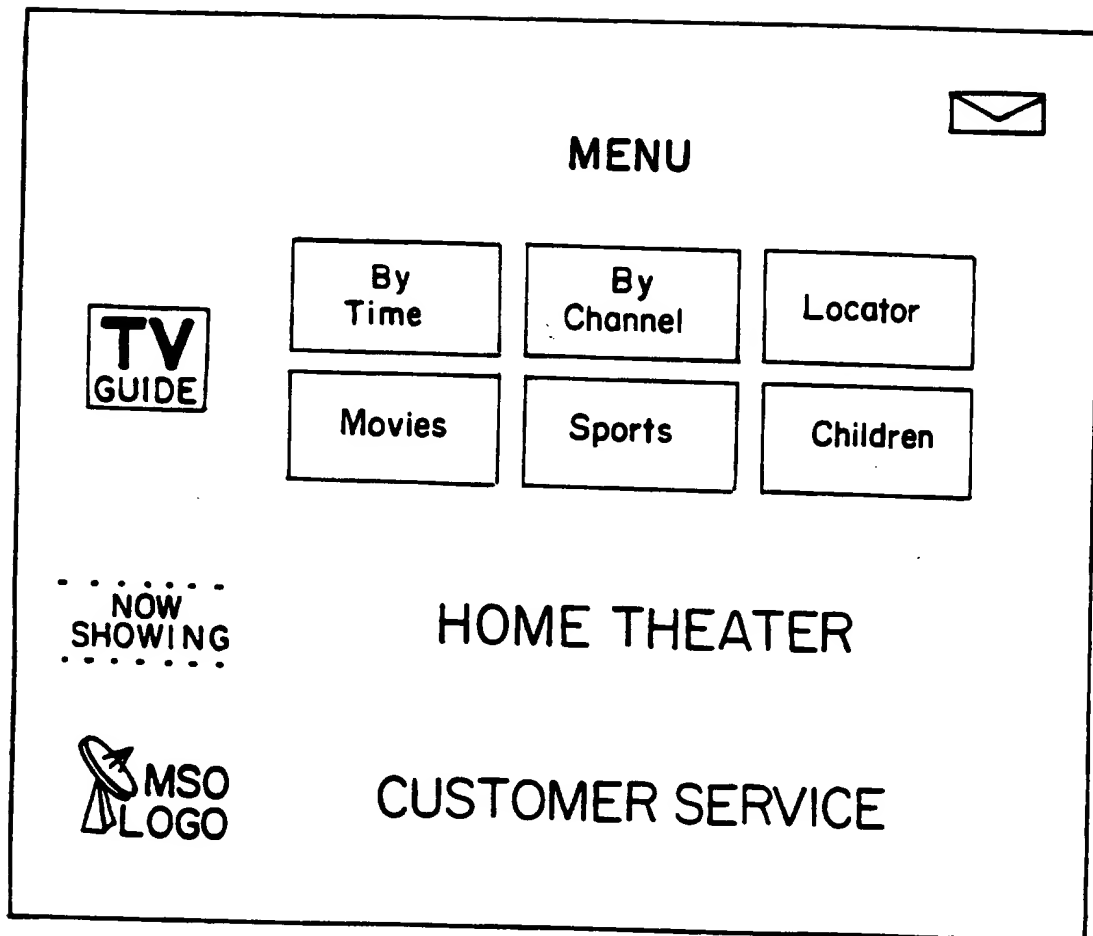 MENU
TV
GUIDE
By
Time
By
Channel
Locator
Movies
Sports
Children
NOW
SHOWING
HOME THEATER
MSO
LOGO
CUSTOMER SERVICE